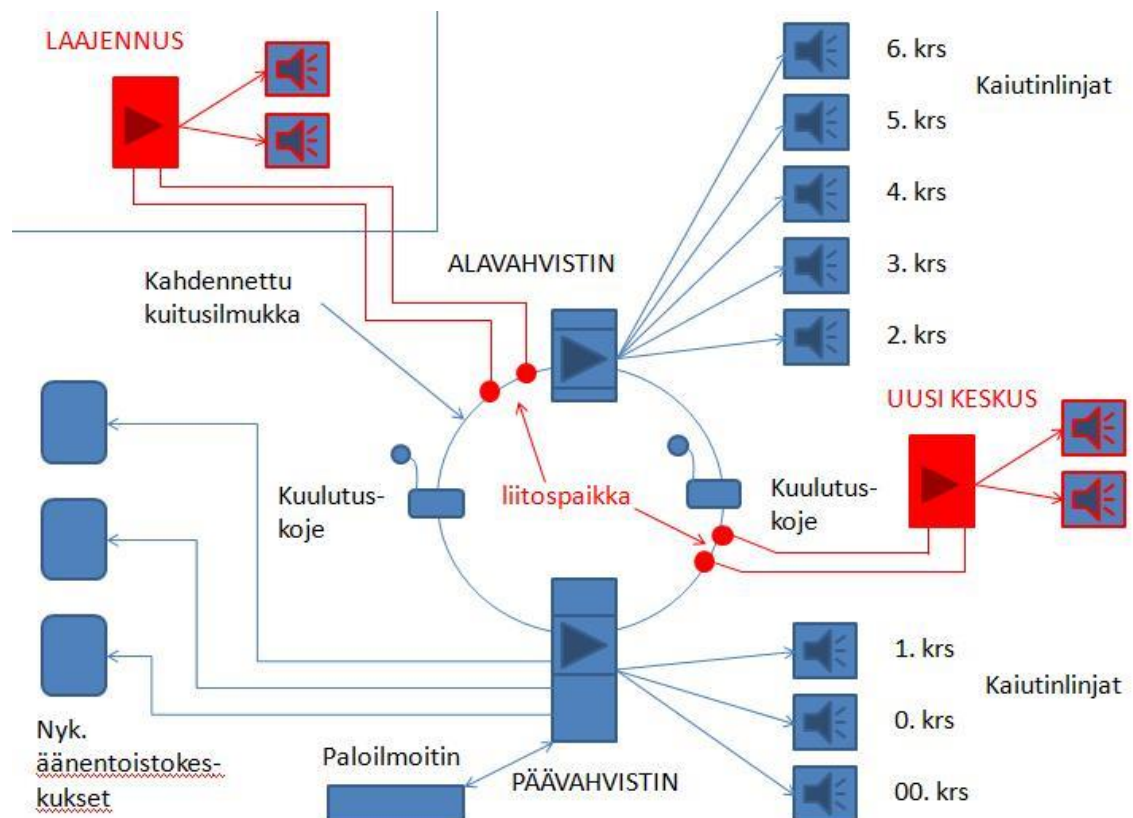 LAAJENNUS
6. krs
Kaiutinlinjat
5. krs
4. krs
3. krs
2. krs
ALAVAHVISTIN
Kahdennettu
kuitusilmukka
UUSI KESKUS
Kuulutus-
koje
liitospaikka
Kuulutus-
koje
1. krs
Kaiutinlinjat
0. krs
00. krs
Nyk.
äänentoistokes-
kukset
Paloilmoitin
PÄÄVAHVISTIN